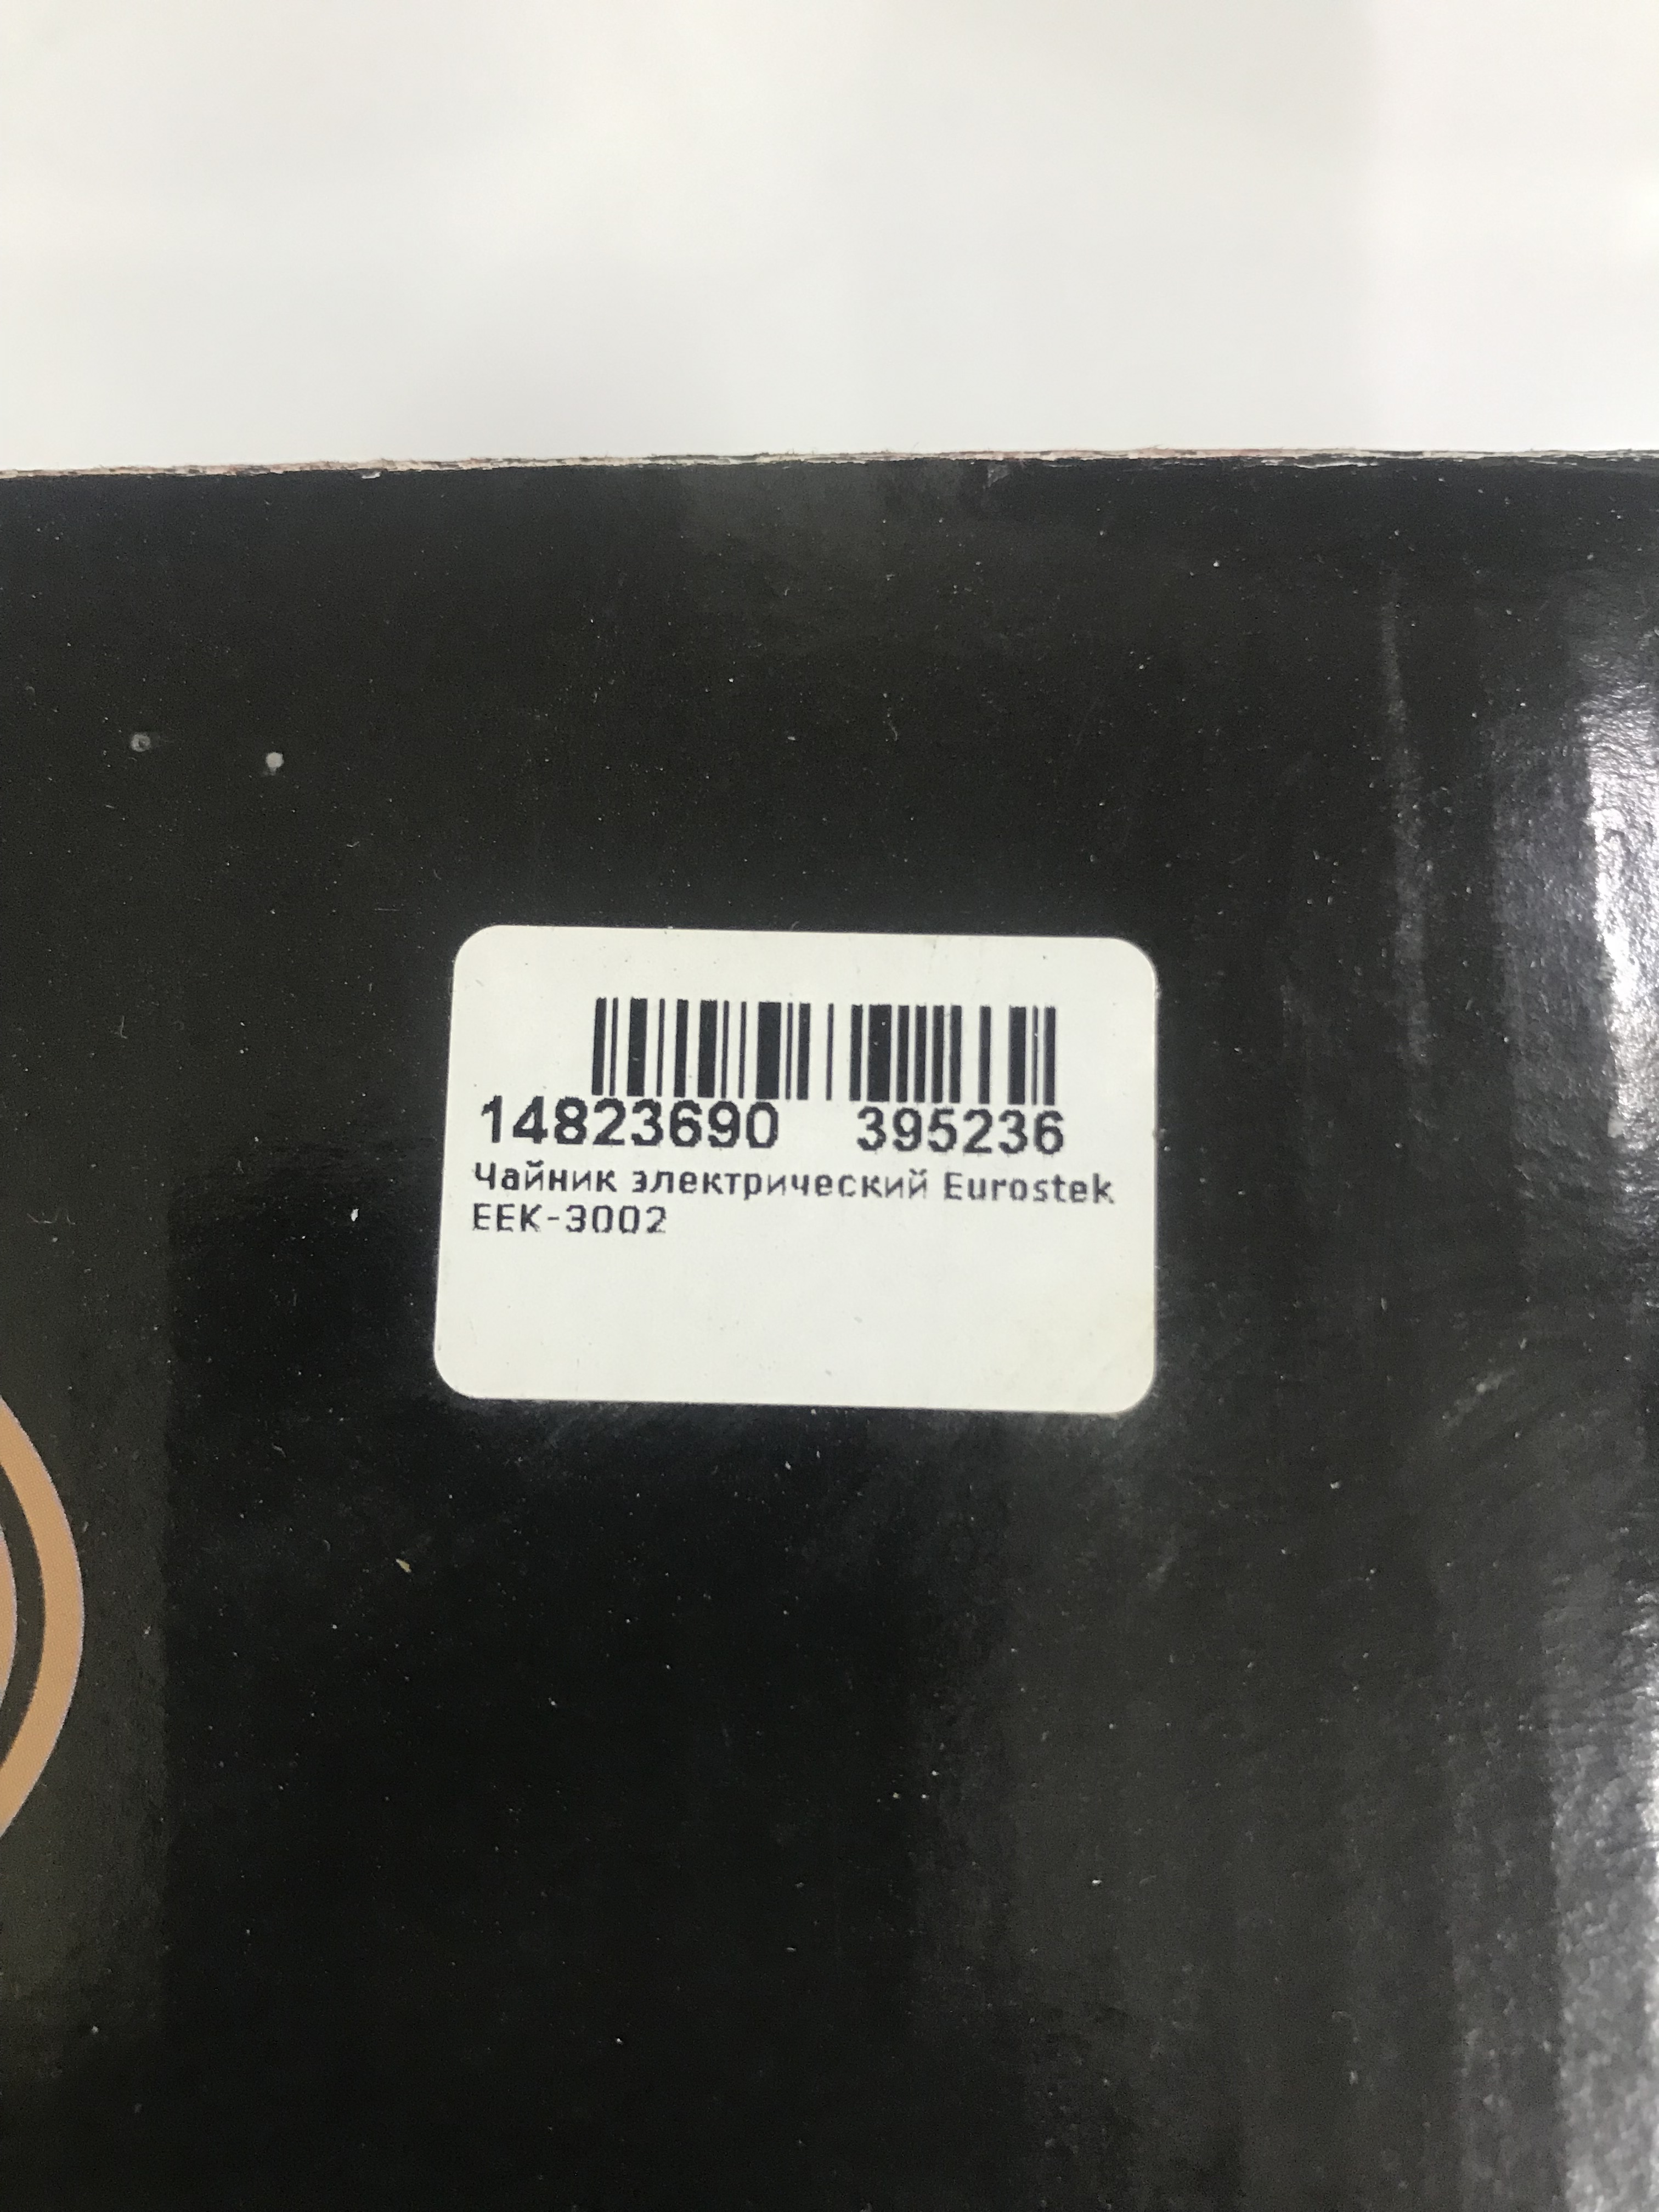 14823690 395236
Чайник электрический Eurostek
EEK-3002